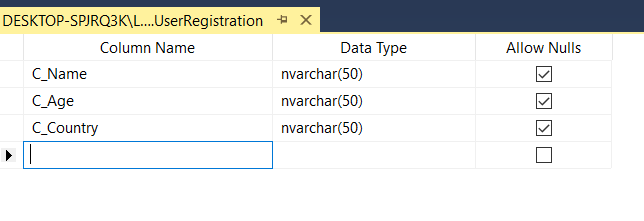 DESKTOP-SPJRQ3K\L....UserRegistration
Column Name Data Type Allow Nulls
C_Name nvarchar(50)
C_Age nvarchar(50)
C_Country nvarchar(50)